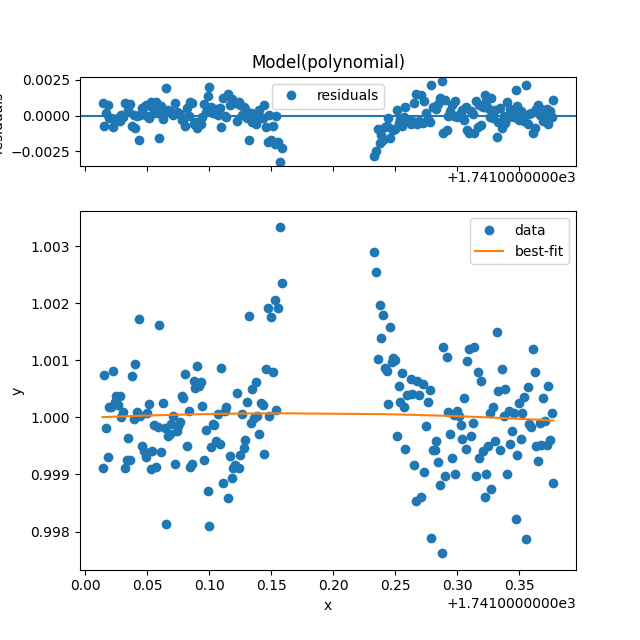 Model(polynomial)
0.0025
0.0000
−0.0025
residuals
+1.7410000000e3
1.003
1.002
1.001
1.000
0.999
0.998
y
data
best-fit
0.00 0.05 0.10 0.15 0.20 0.25 0.30 0.35
x
+1.7410000000e3